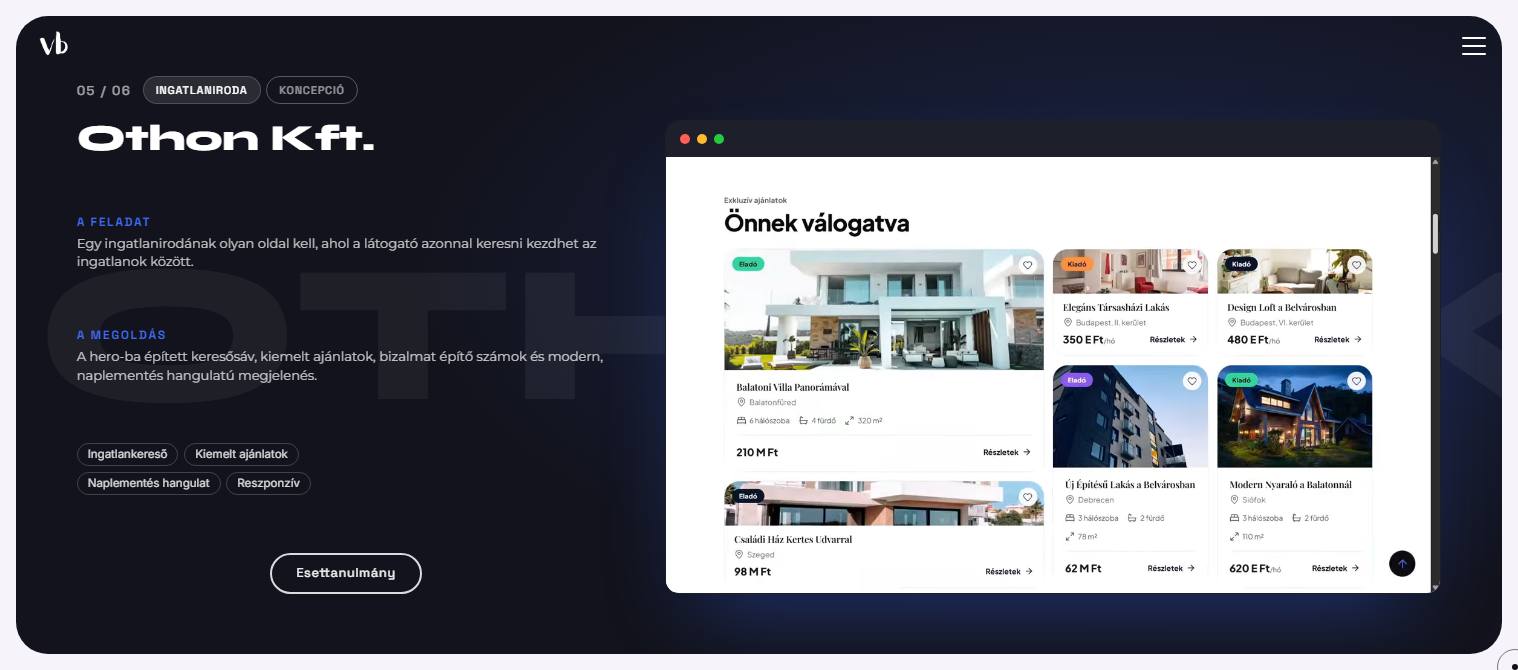 vb
05 / 06
INGATLANIRODA
KONCEPCIÓ
Othon Kft.
A FELADAT
Egy ingatlanirodának olyan oldal kell, ahol a látogató azonnal keresni kezdhet az
ingatlanok között.
A MEGOLDÁS
A hero-ba épített keresősáv, kiemelt ajánlatok, bizalmat építő számok és modern,
naplementés hangulatú megjelenés.
Ingatlankereső
Kiemelt ajánlatok
Naplementés hangulat
Reszponzív
Esettanulmány
OTH
K
Exkluzív ajánlatok
Önnek válogatva
Eladó
Balatoni Villa Panorámával
Balatonfüred
6 hálószoba 4 fürdő 320 m²
210 M Ft
Részletek →
Eladó
Családi Ház Kertes Udvarral
Szeged
98 M Ft
Részletek →
Kiadó
Elegáns Társasházi Lakás
Budapest, II. kerület
350 E Ft/hó
Részletek →
Kiadó
Design Loft a Belvárosban
Budapest, VI. kerület
480 E Ft/hó
Részletek →
Eladó
Új Építésű Lakás a Belvárosban
Debrecen
3 hálószoba 2 fürdő
78 m²
62 M Ft
Részletek →
Kiadó
Modern Nyaraló a Balatonnál
Siófok
3 hálószoba 2 fürdő
110 m²
620 E Ft/hó
Részletek →